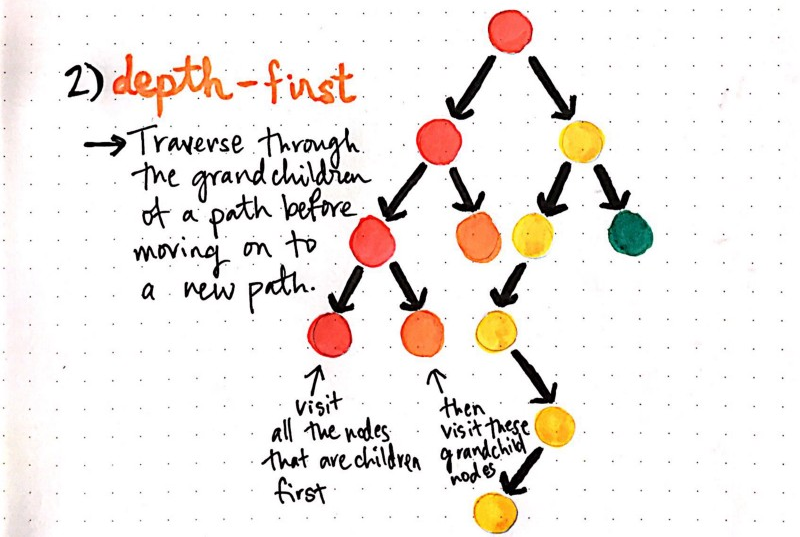 2) depth-first
→ Traverse through
the grandchildren
of a path before
moving on to
a new path.
visit
all the nodes
that are children
first
then
visit these
grandchild
nodes